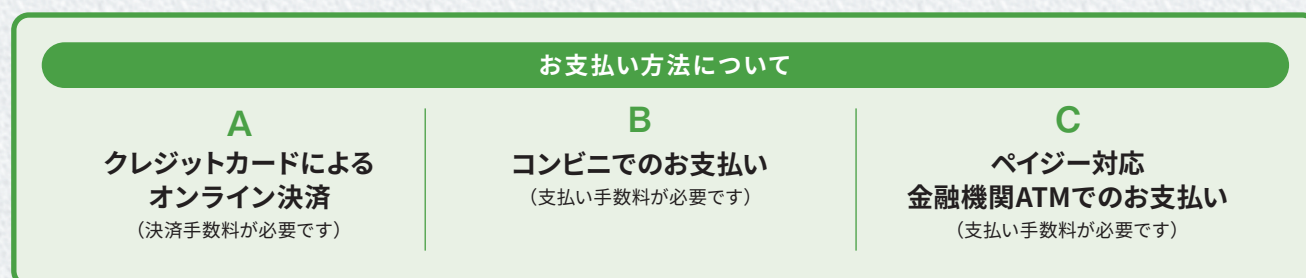 お支払い方法について
A
クレジットカードによる
オンライン決済
（決済手数料が必要です）
B
コンビニでのお支払い
（支払い手数料が必要です）
C
ペイジー対応
金融機関ATMでのお支払い
（支払い手数料が必要です）